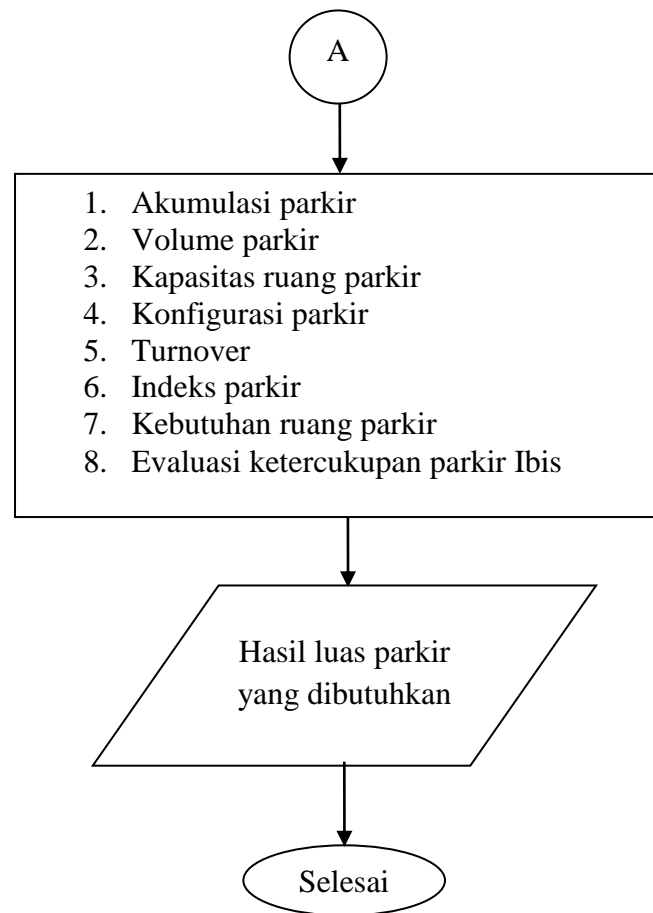 A
1. Akumulasi parkir
2. Volume parkir
3. Kapasitas ruang parkir
4. Konfigurasi parkir
5. Turnover
6. Indeks parkir
7. Kebutuhan ruang parkir
8. Evaluasi ketercukupan parkir Ibis
Hasil luas parkir
yang dibutuhkan
Selesai